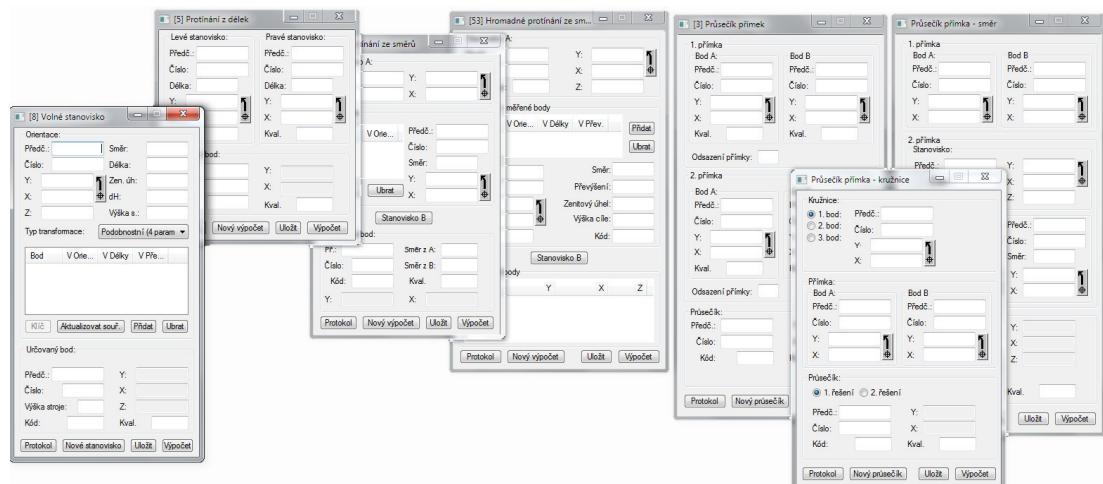 [8] Volné stanovisko
Orientace:
Předč.: Směr:
Číslo: Délka:
Y: Zen. úh:
X: dH:
Z: Výška s.:
Typ transformace: Podobnostní (4 param
Bod V Orie... V Délky V Pře...
Klíč Aktualizovat souř. Přidat Ubrat
Určovaný bod:
Předč.: Y:
Číslo: X:
Výška stroje: Z:
Kód: Kval.
Protokol Nové stanovisko Uložit Výpočet
[5] Protínání z délek
Levé stanovisko: Pravé stanovisko:
Předč.: Předč.:
Číslo: Číslo:
Délka: Délka:
Y: Y:
X:
Kval.
bod:
Y:
X:
Kval.
Nový výpočet Uložit Výpočet
ínání ze směrů
A:
Y:
X:
V Orie... Předč.:
Číslo:
Směr:
Y:
Ubrat X:
Stanovisko B
bod:
Př.: Směr z A:
Číslo: Směr z B:
Kód: Kval.
Y: X:
Protokol Nový výpočet Uložit Výpočet
[53] Hromadné protínání ze sm...
A:
Y:
X:
Z:
měřené body
V Orie... V Délky V Přev. Přidat
Ubrat
Směr:
Převýšení:
Zenitový úhel:
Výška cíle:
Kód:
Stanovisko B
body
Y X Z
Protokol Nový výpočet Uložit Výpočet
[3] Průsečík přímek
1. přímka
Bod A: Bod B
Předč.: Předč.:
Číslo: Číslo:
Y: Y:
X: X:
Kval. Kval.
Odsazení přímky:
2. přímka
Bod A:
Předč.:
Číslo:
Y:
X:
Kval.
Odsazení přímky:
Průsečík:
Předč.:
Číslo:
Kód:
Protokol Nový průsečík
Průsečík přímka - směr
1. přímka
Bod A: Bod B
Předč.: Předč.:
Číslo: Číslo:
Y: Y:
X: X:
2. přímka
Stanovisko:
Předč.: Y:
X:
Z:
Předč.:
Číslo:
Směr:
Y:
X:
Y:
X:
Z:
Kval.
Uložit Výpočet
Průsečík přímka - kružnice
Kružnice:
1. bod: Předč.:
2. bod: Číslo:
3. bod: Y:
X:
Přímka:
Bod A: Bod B
Předč.: Předč.:
Číslo: Číslo:
Y: Y:
X: X:
Průsečík:
1. řešení 2. řešení
Předč.: Y:
Číslo: X:
Kód: Kval.
Protokol Nový průsečík Uložit Výpočet